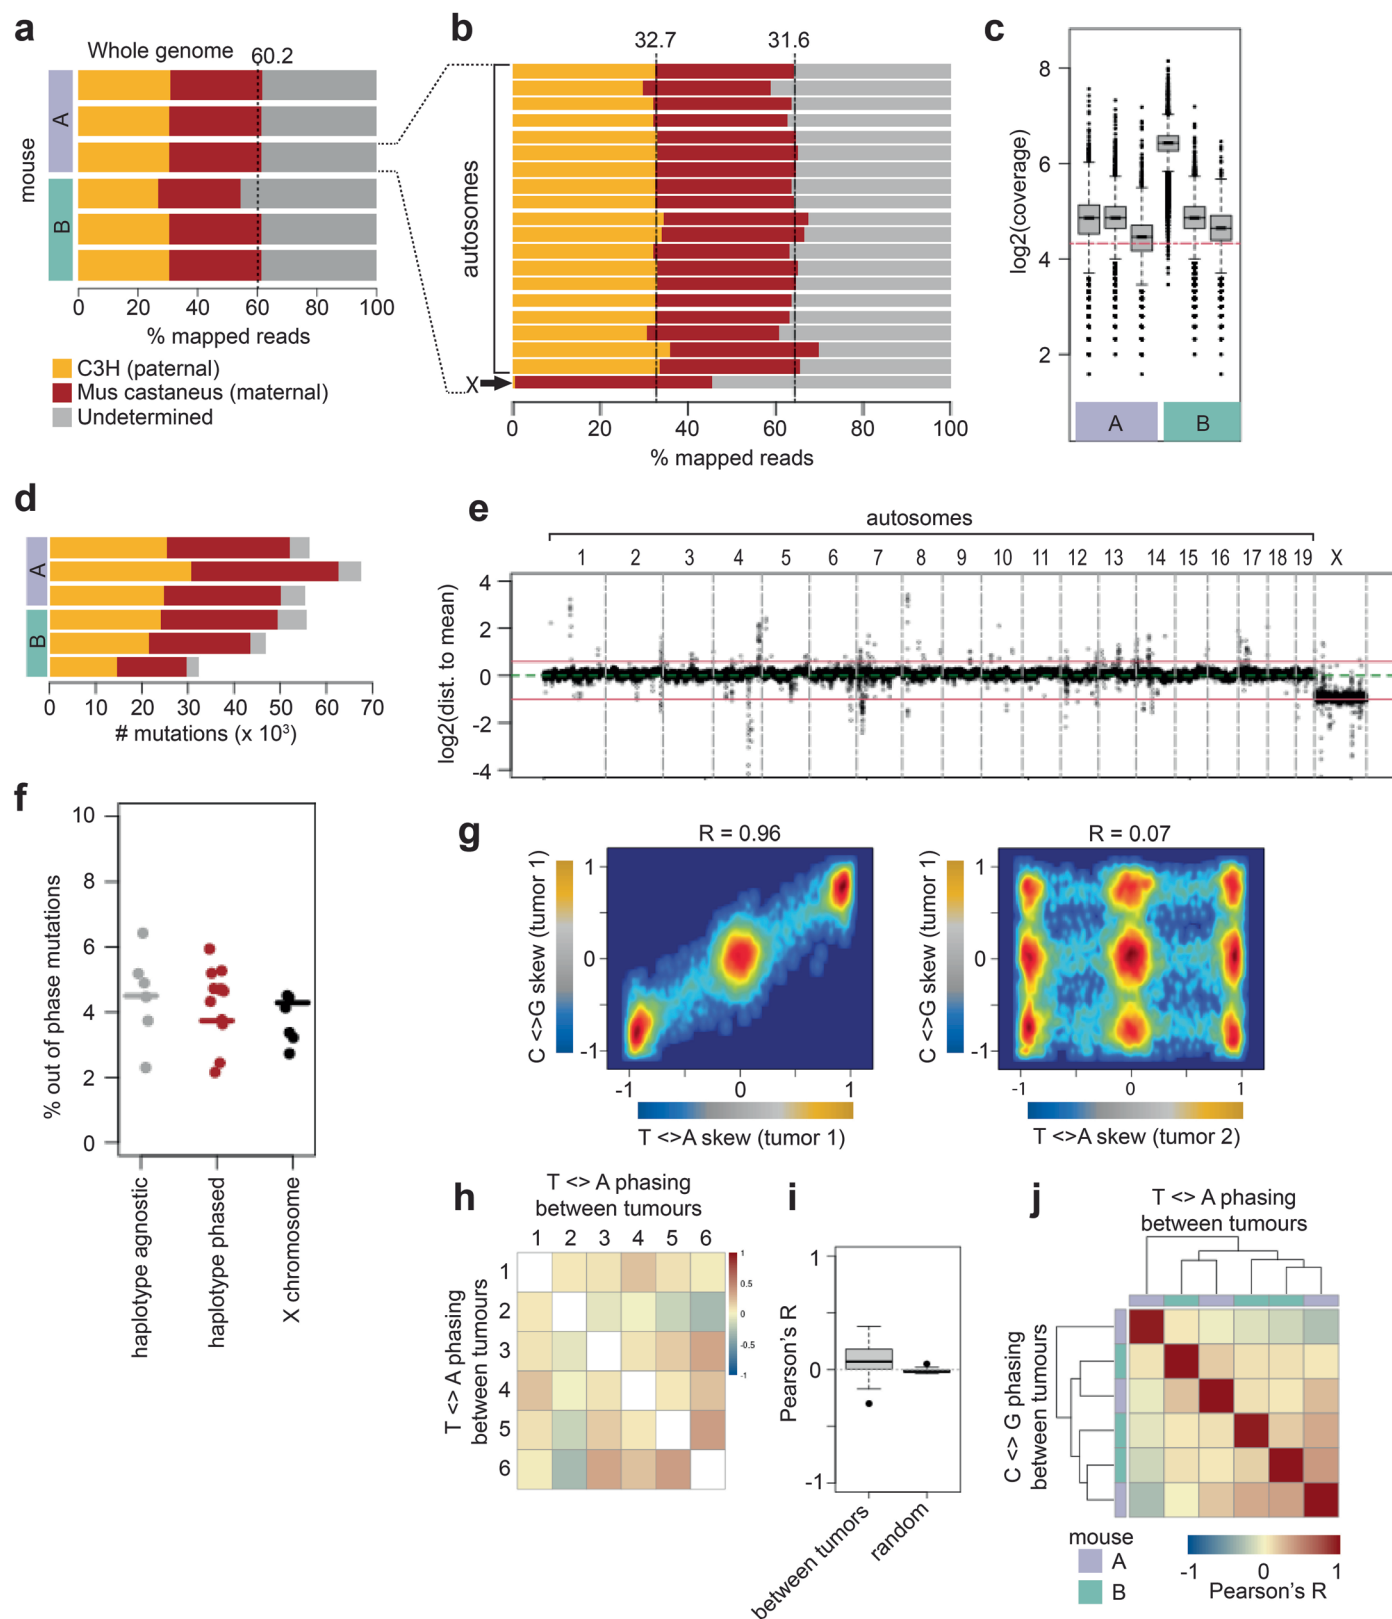 a
Whole genome
60.2
mouse
A
B
0 20 40 60 80 100
% mapped reads
C3H (paternal)
Mus castaneus (maternal)
Undetermined
b
32.7 31.6
autosomes
X
0 20 40 60 80 100
% mapped reads
c
log2(coverage)
8
6
4
2
A B
d
A
B
0 10 20 30 40 50 60 70
# mutations (x 10³)
e
autosomes
1 2 3 4 5 6 7 8 9 10 11 12 13 14 15 16 17 18 19 X
log2(dist. to mean)
4
2
0
-2
-4
f
% out of phase mutations
10
8
6
4
2
0
haplotype agnostic
haplotype phased
X chromosome
g
R = 0.96
C <>G skew (tumor 1)
1
0
-1
-1 0 1
T <>A skew (tumor 1)
R = 0.07
C <>G skew (tumor 1)
1
0
-1
-1 0 1
T <>A skew (tumor 2)
h
T <> A phasing
between tumours
1 2 3 4 5 6
T <> A phasing
between tumours
1
2
3
4
5
6
1
0.5
0
-0.5
-1
i
Pearson's R
1
0
-1
between tumors
random
j
T <> A phasing
between tumours
C <> G phasing
between tumours
mouse
A
B
-1 0 1
Pearson's R